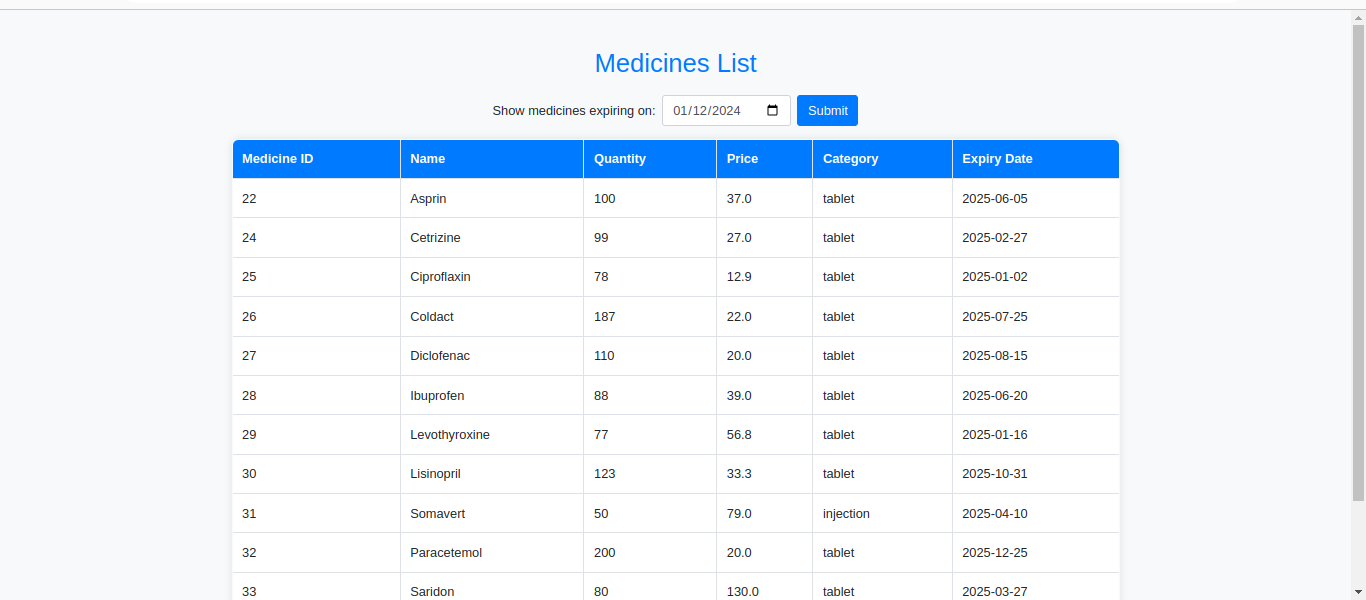 Medicines List
Show medicines expiring on: 01/12/2024 Submit
Medicine ID Name Quantity Price Category Expiry Date
22 Asprin 100 37.0 tablet 2025-06-05
24 Cetrizine 99 27.0 tablet 2025-02-27
25 Ciproflaxin 78 12.9 tablet 2025-01-02
26 Coldact 187 22.0 tablet 2025-07-25
27 Diclofenac 110 20.0 tablet 2025-08-15
28 Ibuprofen 88 39.0 tablet 2025-06-20
29 Levothyroxine 77 56.8 tablet 2025-01-16
30 Lisinopril 123 33.3 tablet 2025-10-31
31 Somavert 50 79.0 injection 2025-04-10
32 Paracetemol 200 20.0 tablet 2025-12-25
33 Saridon 80 130.0 tablet 2025-03-27